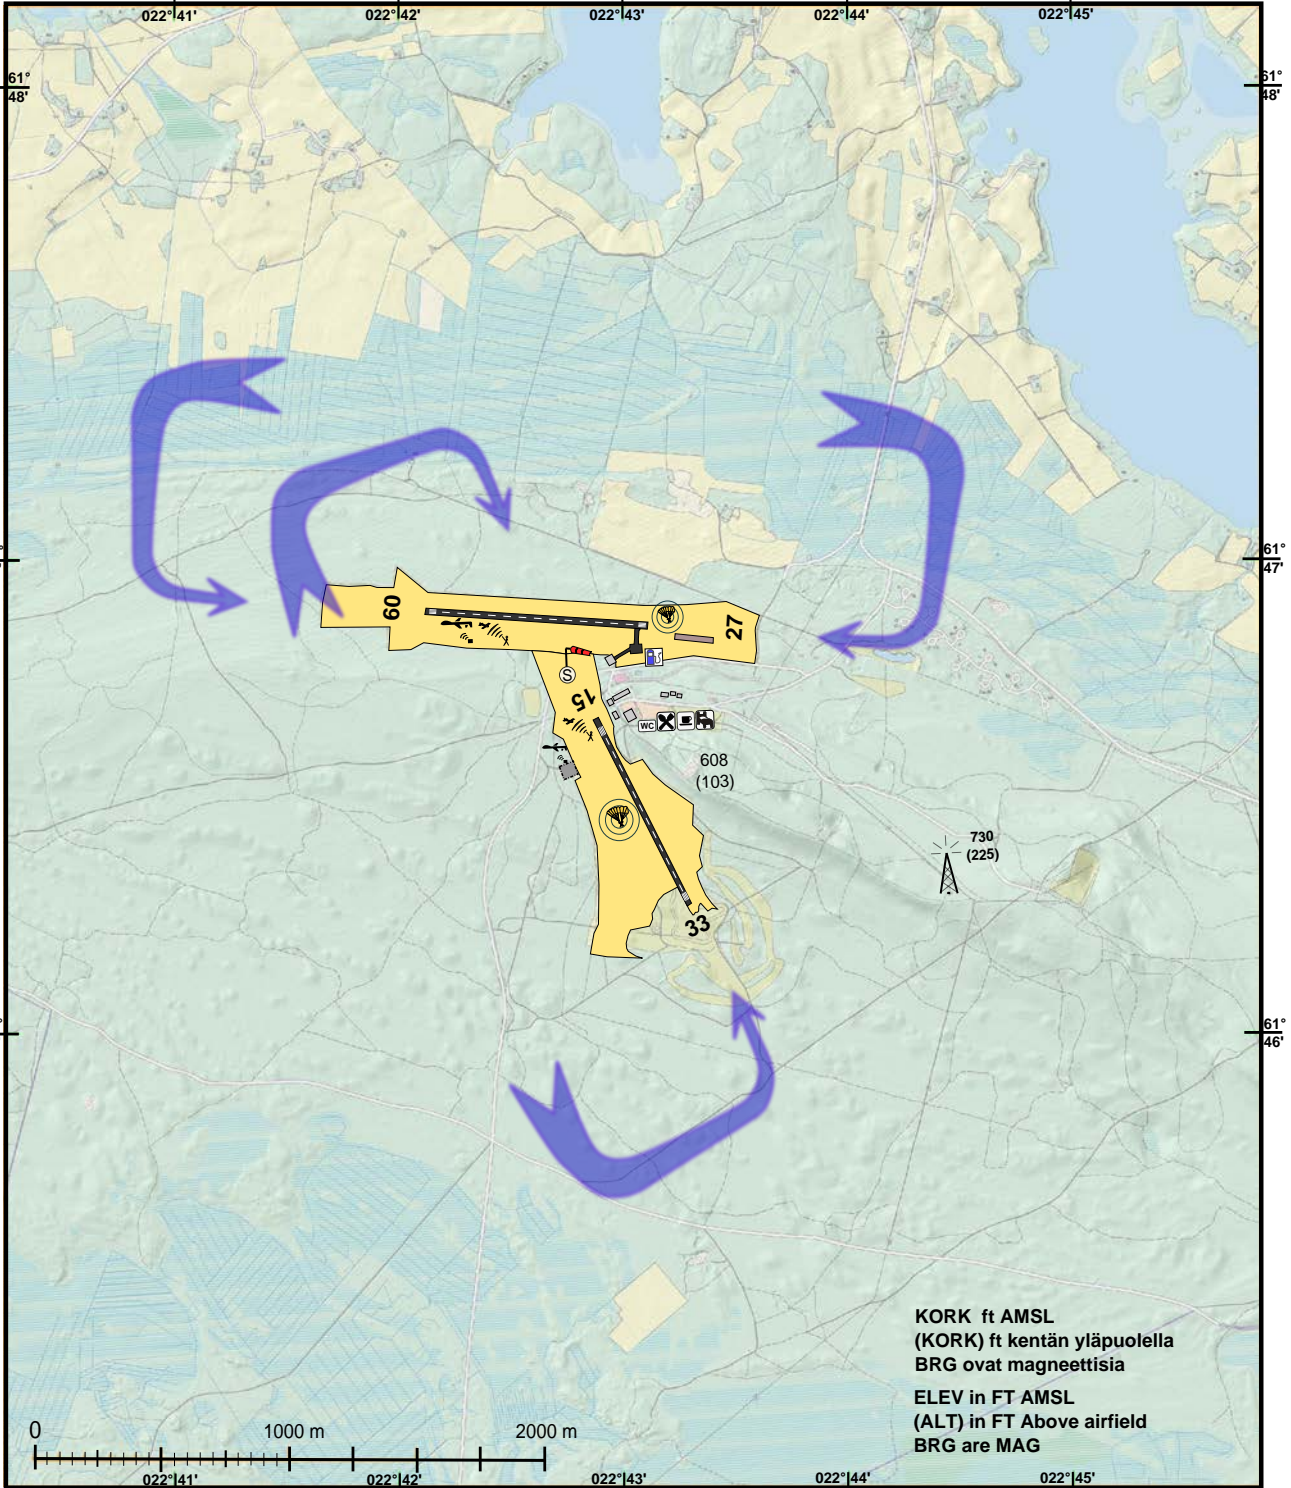 022° 41'
022° 42'
022° 43'
022° 44'
022° 45'
61°
48'
61°
48'
61°
47'
09
27
S
15
WC
608
(103)
730
(225)
33
61°
46'
KORK ft AMSL
(KORK) ft kentän yläpuolella
BRG ovat magneettisia
ELEV in FT AMSL
(ALT) in FT Above airfield
BRG are MAG
0
1000 m
2000 m
022° 41'
022° 42'
022° 43'
022° 44'
022° 45'